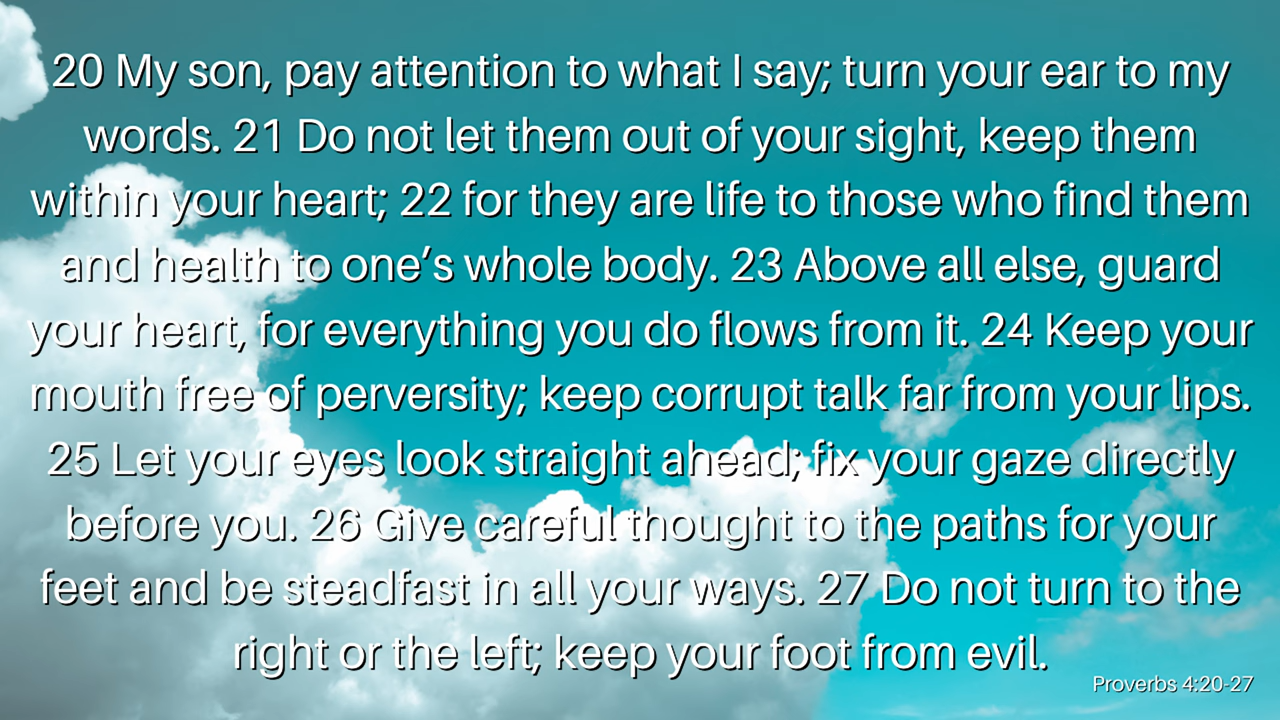 20 My son, pay attention to what I say; turn your ear to my
words. 21 Do not let them out of your sight, keep them
within your heart; 22 for they are life to those who find them
and health to one’s whole body. 23 Above all else, guard
your heart, for everything you do flows from it. 24 Keep your
mouth free of perversity; keep corrupt talk far from your lips.
25 Let your eyes look straight ahead; fix your gaze directly
before you. 26 Give careful thought to the paths for your
feet and be steadfast in all your ways. 27 Do not turn to the
right or the left; keep your foot from evil.
Proverbs 4:20-27